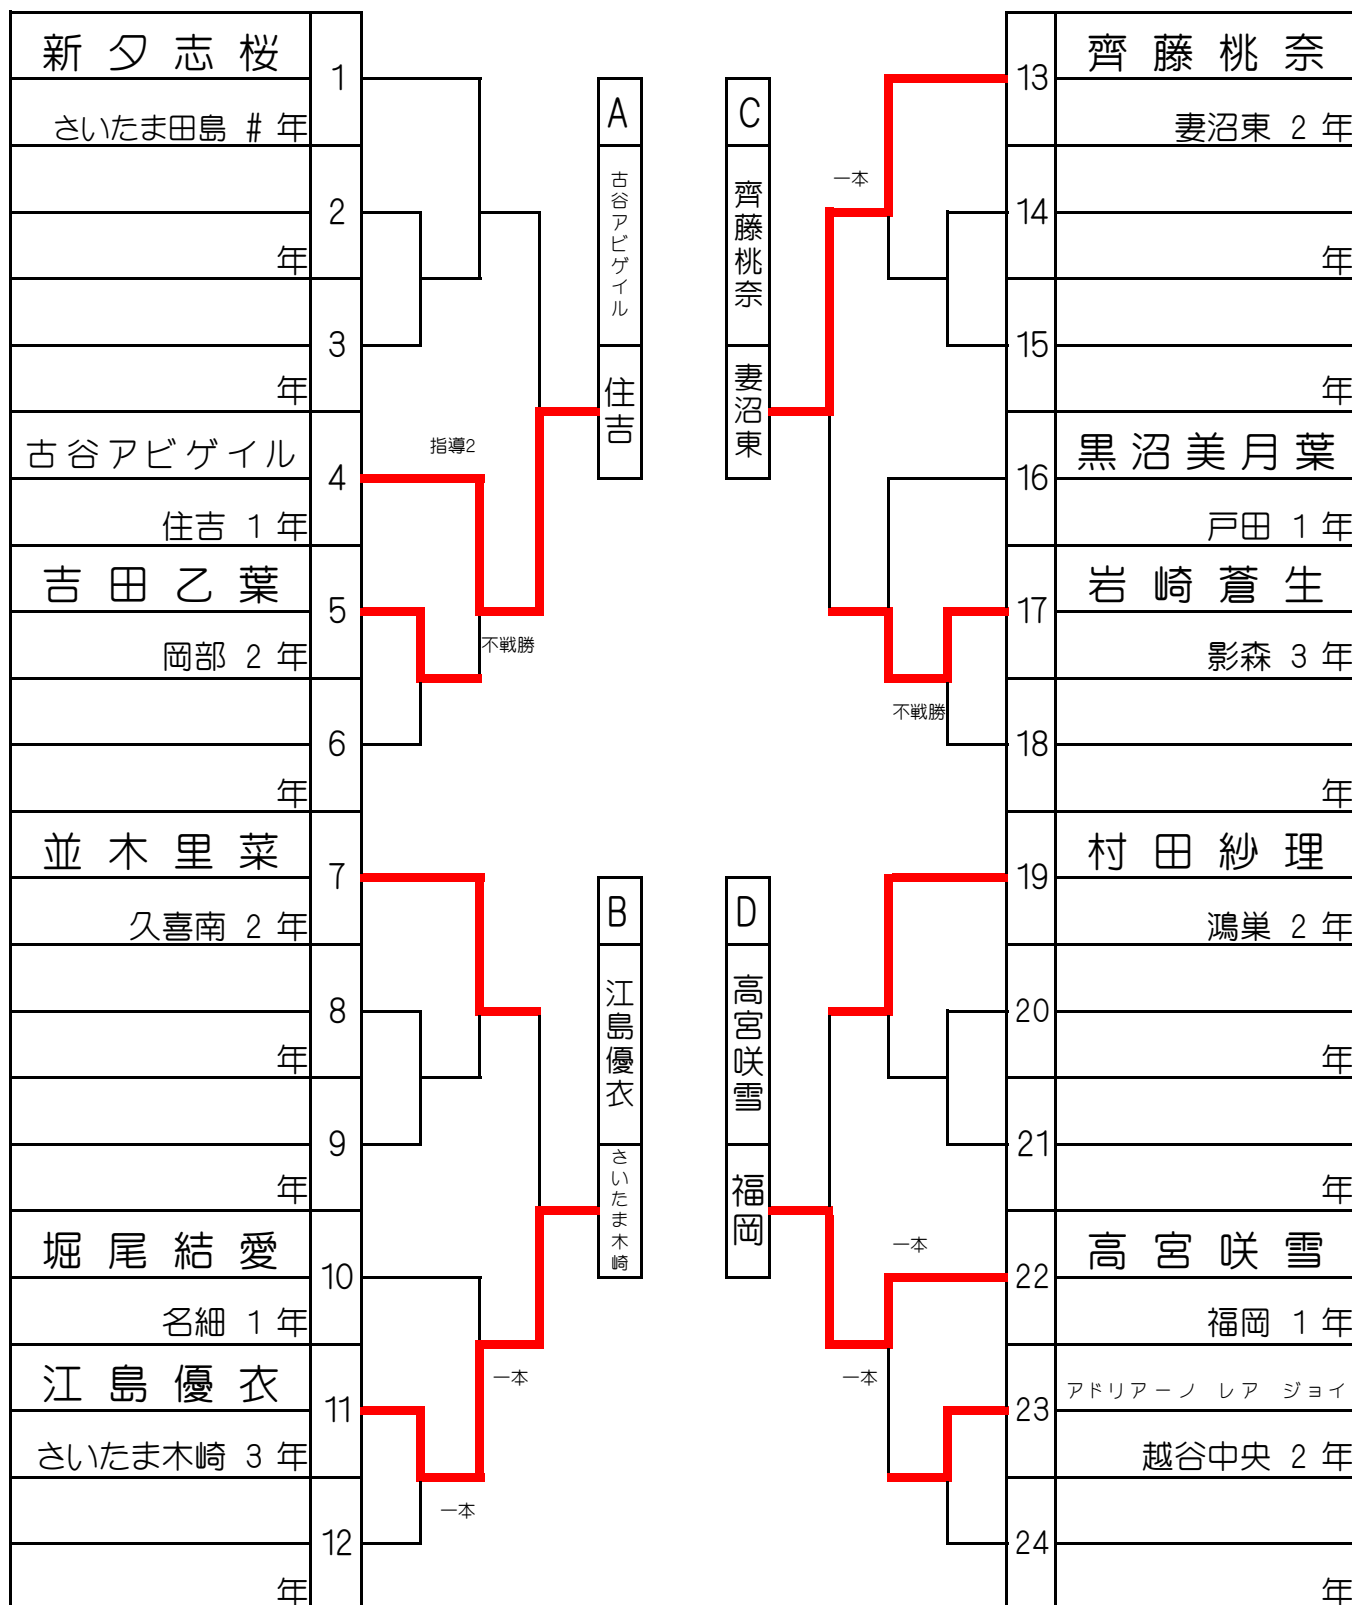 新夕志桜
1
さいたま田島 # 年
2
年
3
年
古谷アビゲイル
4
住吉 1 年
吉田乙葉
5
岡部 2 年
6
年
並木里菜
7
久喜南 2 年
8
年
9
年
堀尾結愛
10
名細 1 年
江島優衣
11
さいたま木崎 3 年
12
年
指導2
不戦勝
一本
一本
A
古谷アビゲイル
住吉
B
江島優衣
さいたま木崎
C
齊藤桃奈
妻沼東
D
高宮咲雪
福岡
一本
不戦勝
一本
一本
齊藤桃奈
13
妻沼東 2 年
14
年
15
年
黒沼美月葉
16
戸田 1 年
岩崎蒼生
17
影森 3 年
18
年
村田紗理
19
鴻巣 2 年
20
年
21
年
高宮咲雪
22
福岡 1 年
アドリアーノ レア ジョイ
23
越谷中央 2 年
24
年